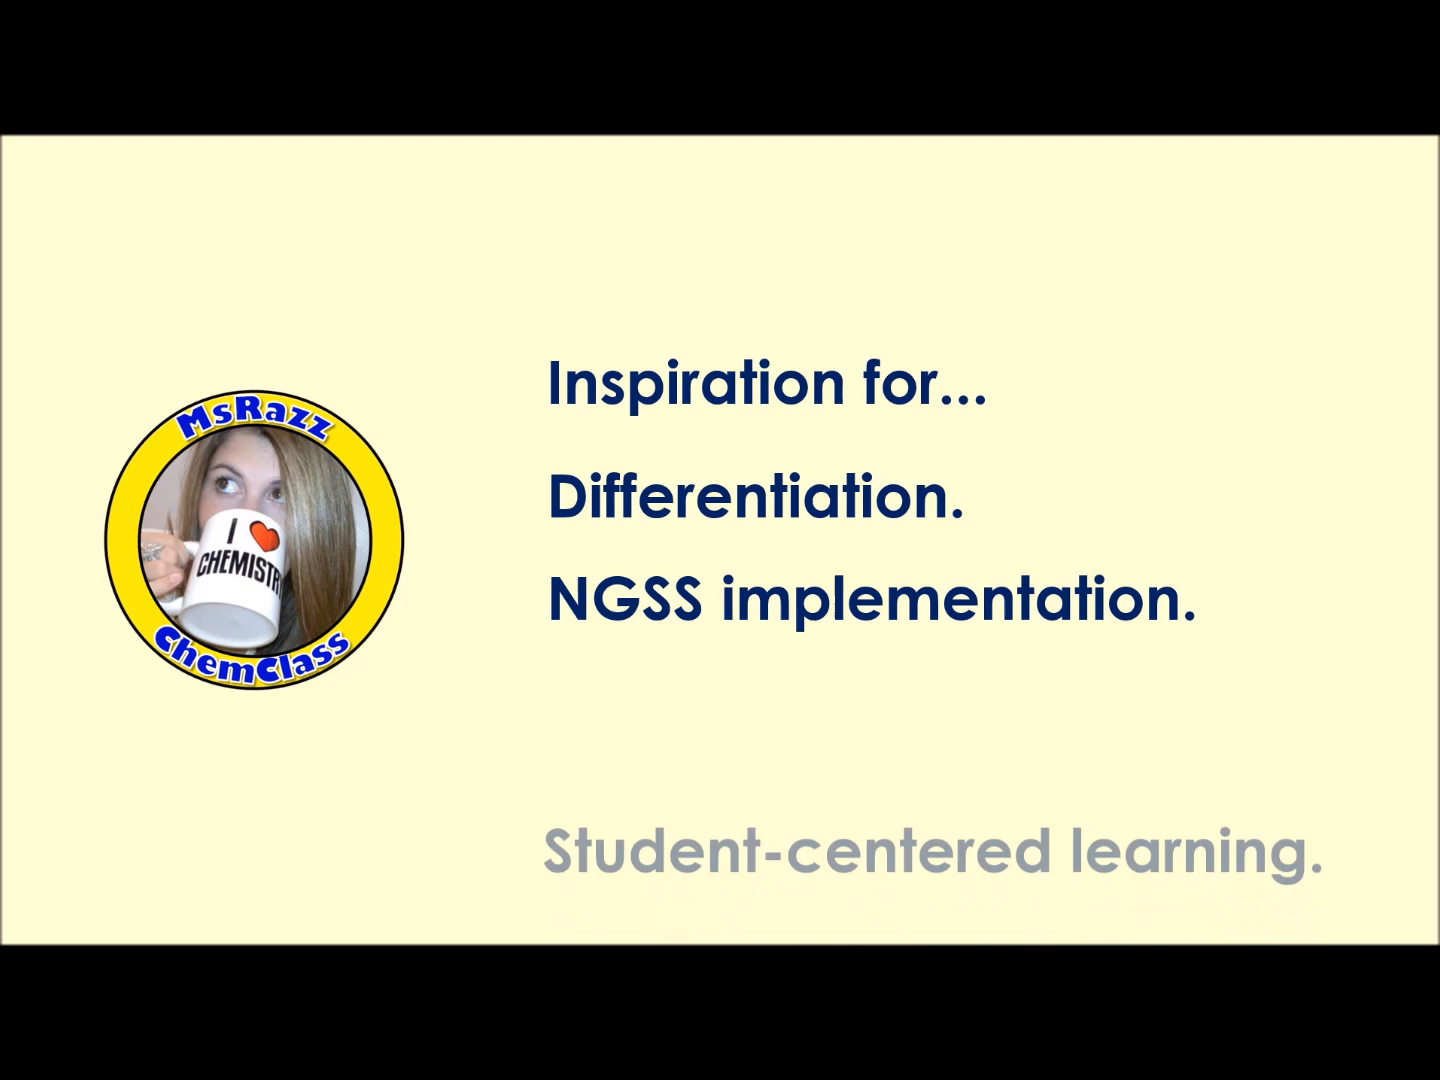 MsRazz
I ❤
CHEMISTR
ChemClass
Inspiration for...
Differentiation.
NGSS implementation.
Student-centered learning.